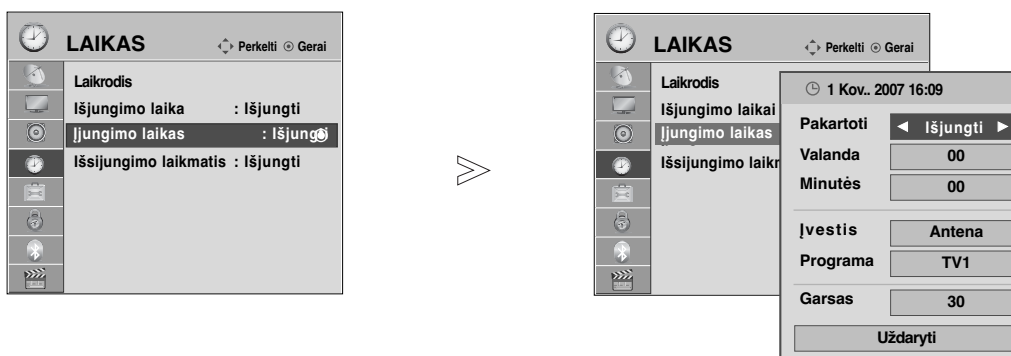 LAIKAS Perkelti Gerai
Laikrodis
Išjungimo laika : Išjungti
Įjungimo laikas : Išjungti
Išsijungimo laikmatis : Išjungti
LAIKAS Perkelti Gerai
Laikrodis
Išjungimo laikai
Įjungimo laikas
Išsijungimo laikr
1 Kov.. 2007 16:09
Pakartoti ◄ Išjungti ►
Valanda 00
Minutės 00
Įvestis Antena
Programa TV1
Garsas 30
Uždaryti